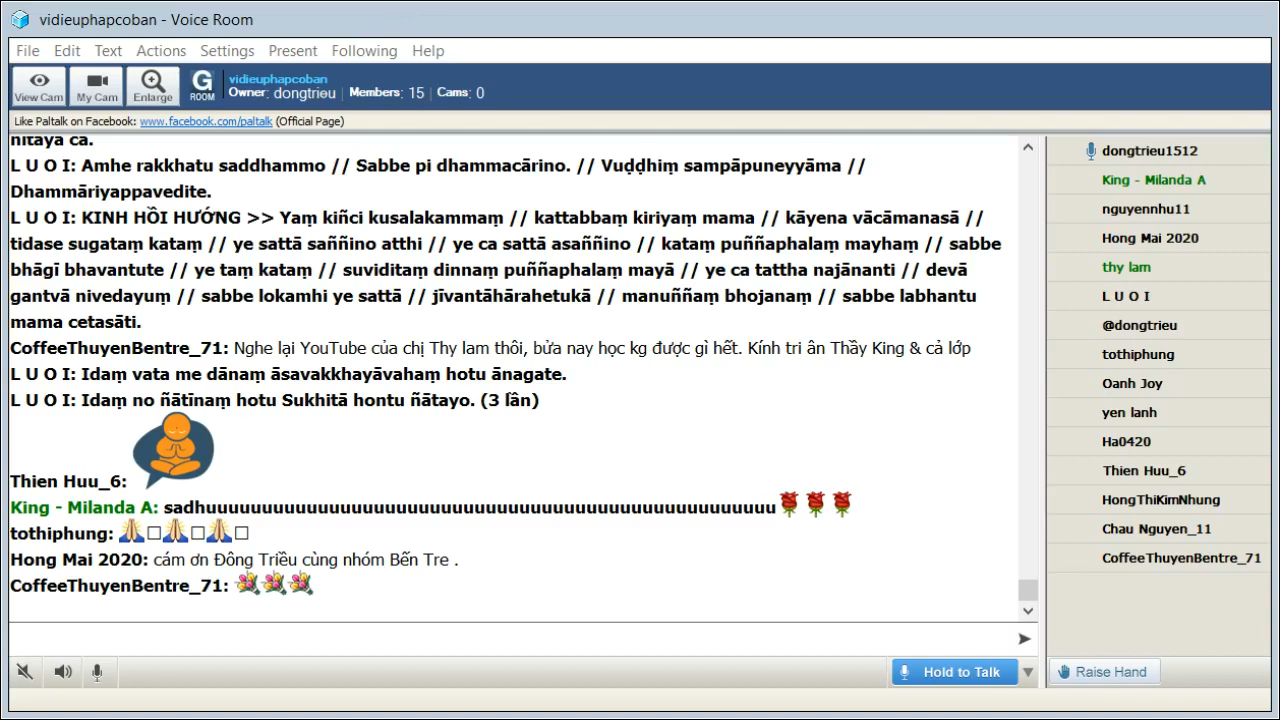 vidieuphapcoban - Voice Room
File Edit Text Actions Settings Present Following Help
View Cam My Cam Enlarge G ROOM
vidieuphapcoban
Owner: dongtrieu | Members: 15 | Cams: 0
Like Paltalk on Facebook: www.facebook.com/paltalk (Official Page)
nītayā ca.
L U O I: Amhe rakkhatu saddhammo // Sabbe pi dhammacārino. // Vuḍḍhiṃ sampāpuneyyāma //
Dhammāriyappavedite.
L U O I: KINH HỒI HƯỚNG >> Yaṃ kiñci kusalakammaṃ // kattabbaṃ kiriyaṃ mama // kāyena vācāmanasā //
tidase sugataṃ kataṃ // ye sattā saññino atthi // ye ca sattā asaññino // kataṃ puññaphalaṃ mayhaṃ // sabbe
bhāgī bhavantute // ye taṃ kataṃ // suviditaṃ dinnaṃ puññaphalaṃ mayā // ye ca tattha najānanti // devā
gantvā nivedayuṃ // sabbe lokamhi ye sattā // jīvantāhārahetukā // manuññaṃ bhojanaṃ // sabbe labhantu
mama cetasāti.
CoffeeThuyenBentre_71: Nghe lại YouTube của chị Thy lam thôi, bửa nay học kg được gì hết. Kính tri ân Thầy King & cả lớp
L U O I: Idaṃ vata me dānaṃ āsavakkhayāvahaṃ hotu ānagate.
L U O I: Idaṃ no ñātīnaṃ hotu Sukhitā hontu ñātayo. (3 lần)
Thien Huu_6:
King - Milanda A: sadhuuuuuuuuuuuuuuuuuuuuuuuuuuuuuuuuuuuuuuuuuuuuuuuuuuu
tothiphung:
Hong Mai 2020: cám ơn Đông Triều cùng nhóm Bến Tre .
CoffeeThuyenBentre_71:
Hold to Talk
dongtrieu1512
King - Milanda A
nguyennhu11
Hong Mai 2020
thy lam
L U O I
@dongtrieu
tothiphung
Oanh Joy
yen lanh
Ha0420
Thien Huu_6
HongThiKimNhung
Chau Nguyen_11
CoffeeThuyenBentre_71
Raise Hand